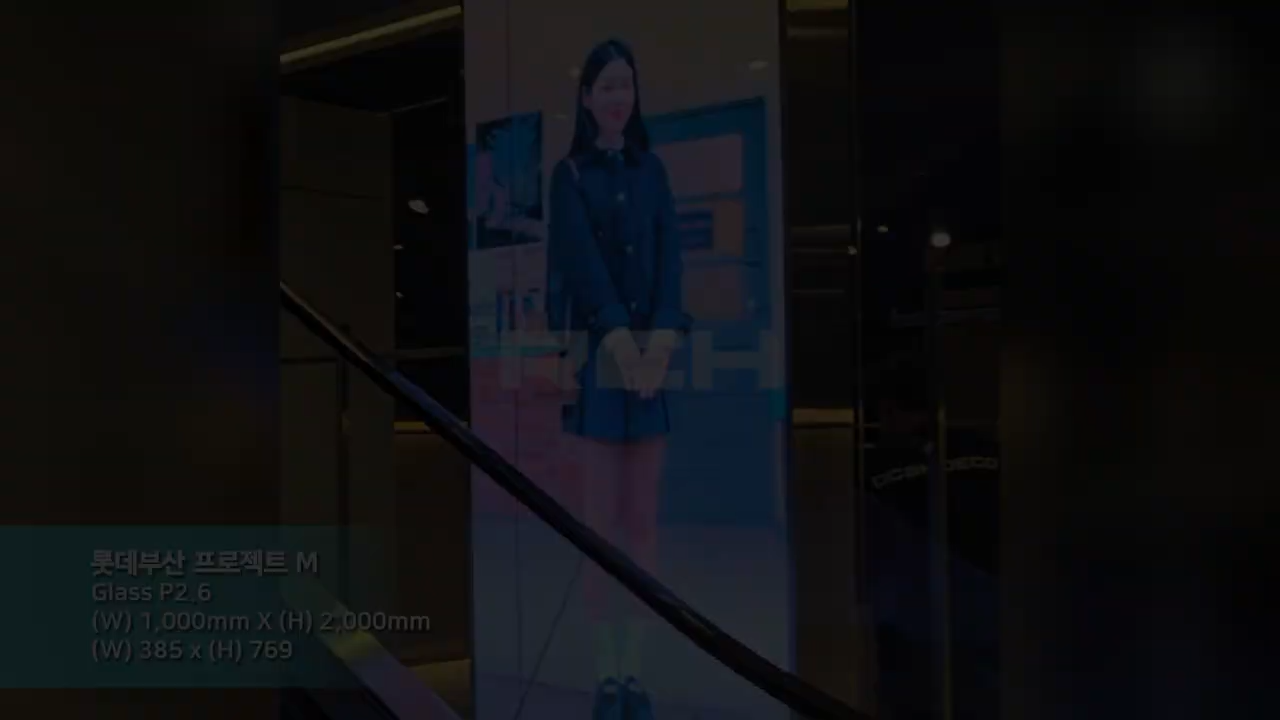 롯데부산 프로젝트 M
Glass P2.6
(W) 1,000mm X (H) 2,000mm
(W) 385 x (H) 769